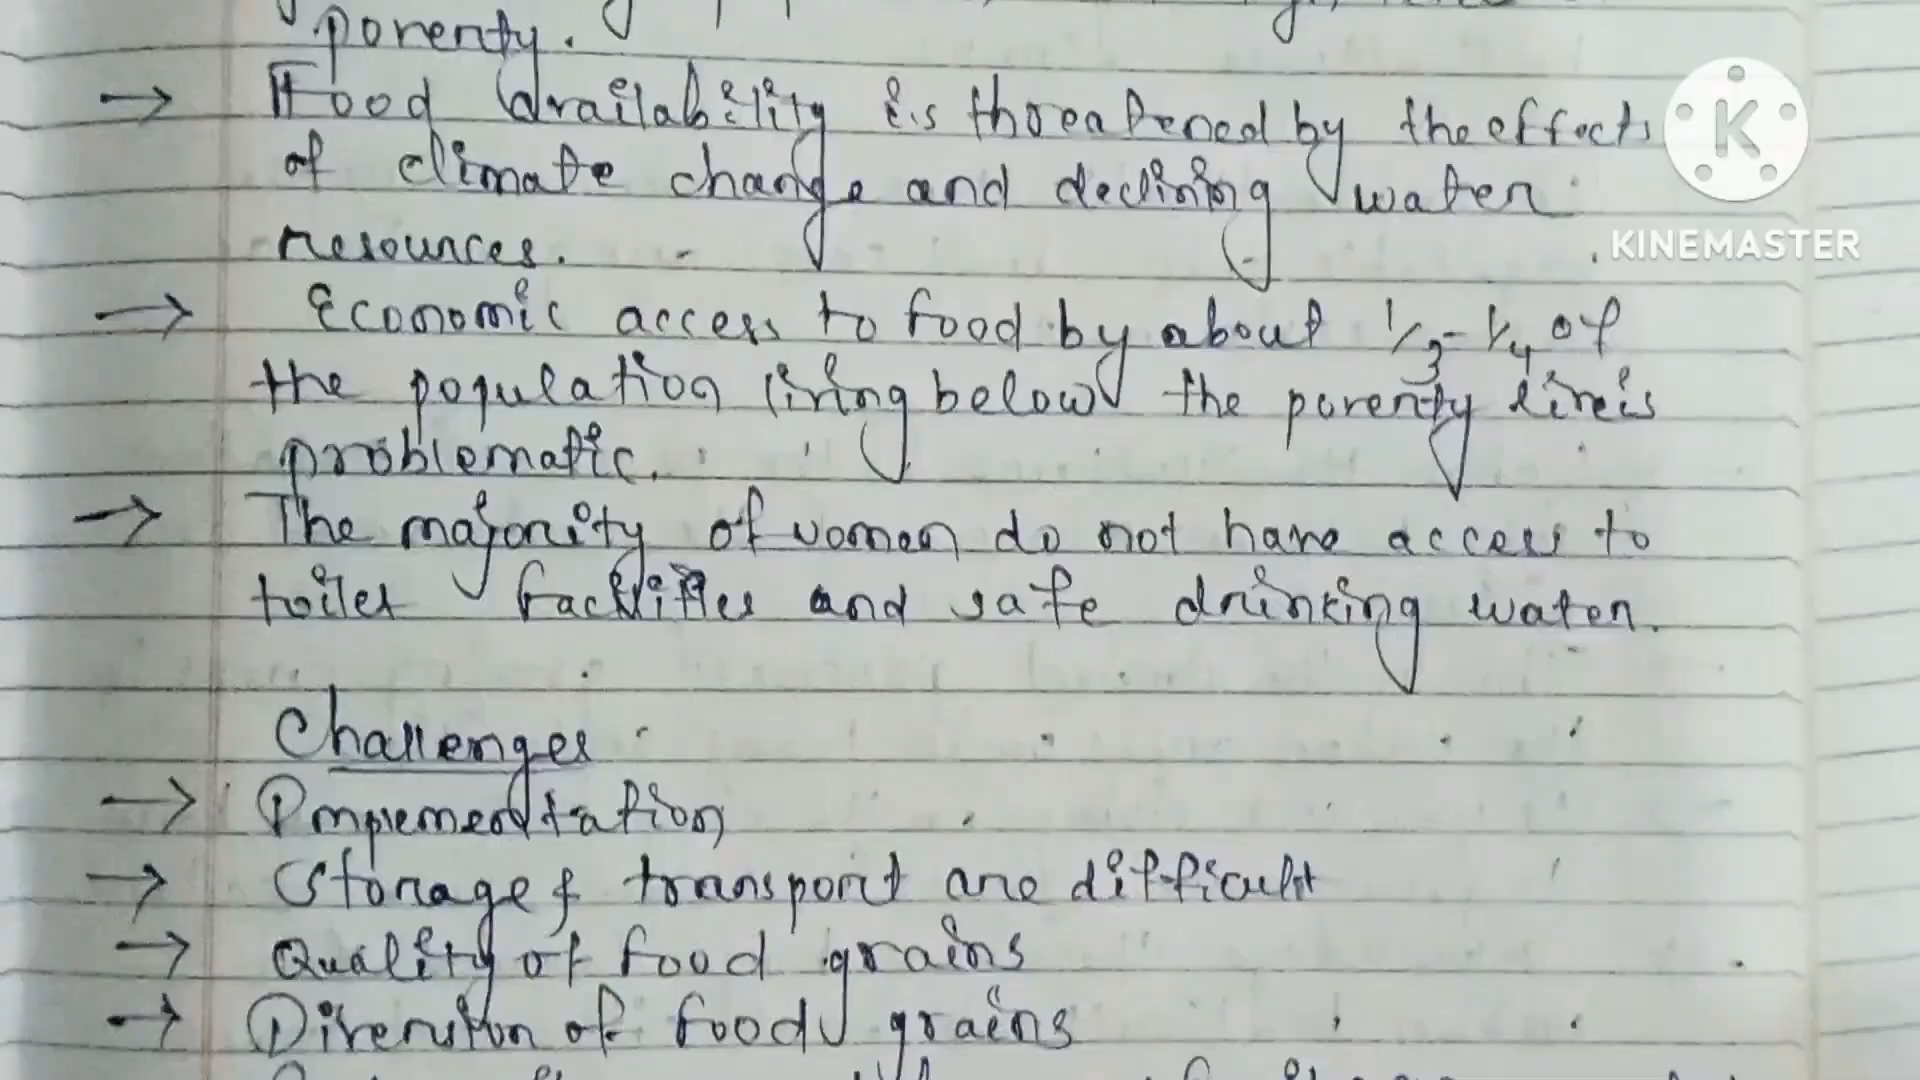 poverty.
→ Food availability is threatened by the effects
of climate change and declining water
resources.
→ Economic access to food by about 1/3 - 1/4 of
the population living below the poverty line is
problematic.
→ The majority of women do not have access to
toilet facilities and safe drinking water.
Challenges
→ Implementation
→ Storage & transport are difficult
→ Quality of food grains
→ Diversion of food grains
K
KINEMASTER